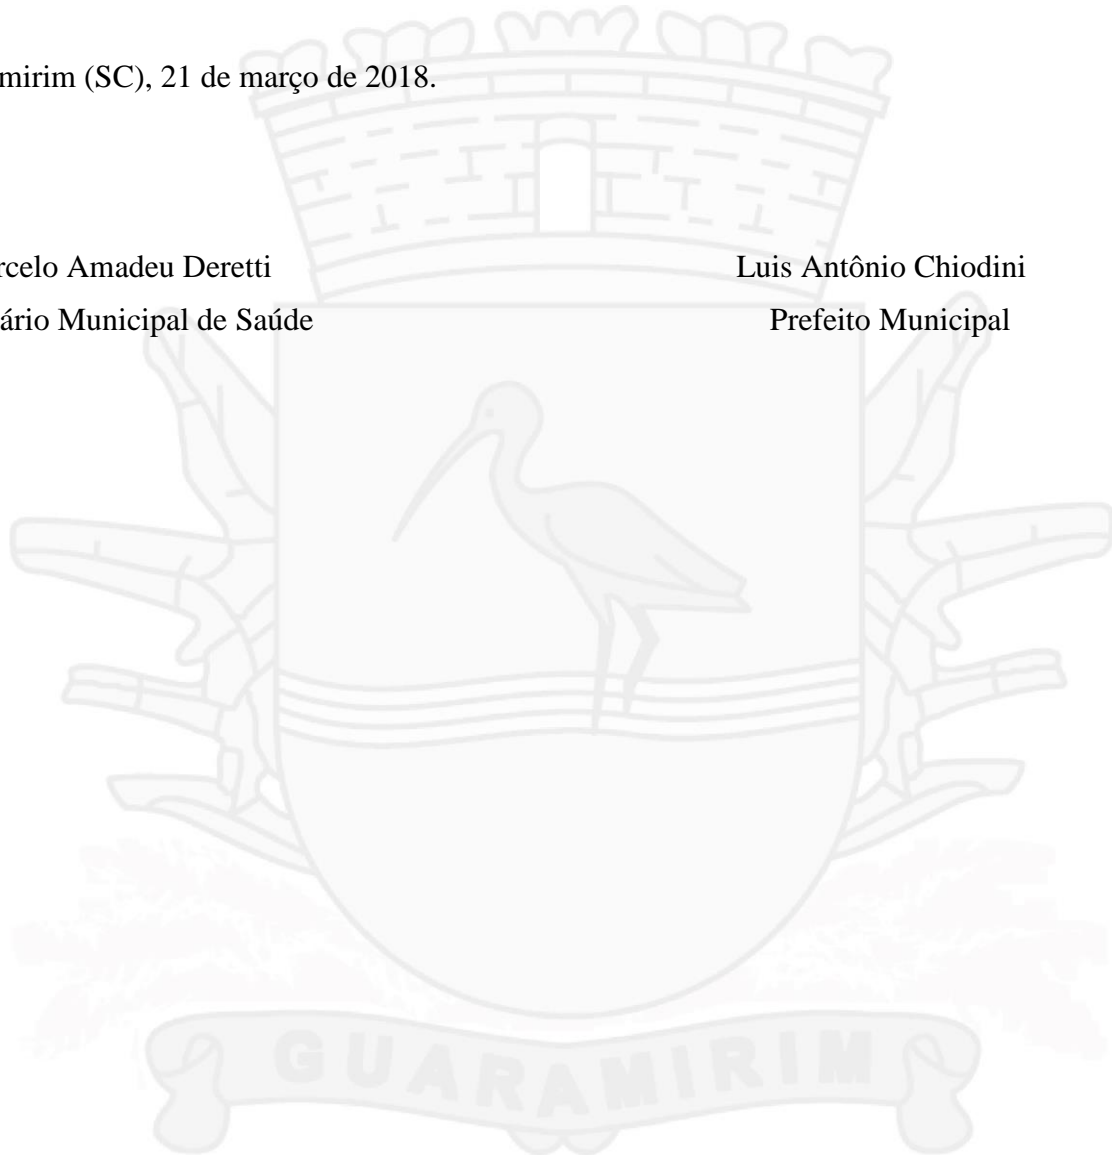 mirim (SC), 21 de março de 2018.
rcelo Amadeu Deretti
Luis Antônio Chiodini
ário Municipal de Saúde
Prefeito Municipal
GUARAMIRIM